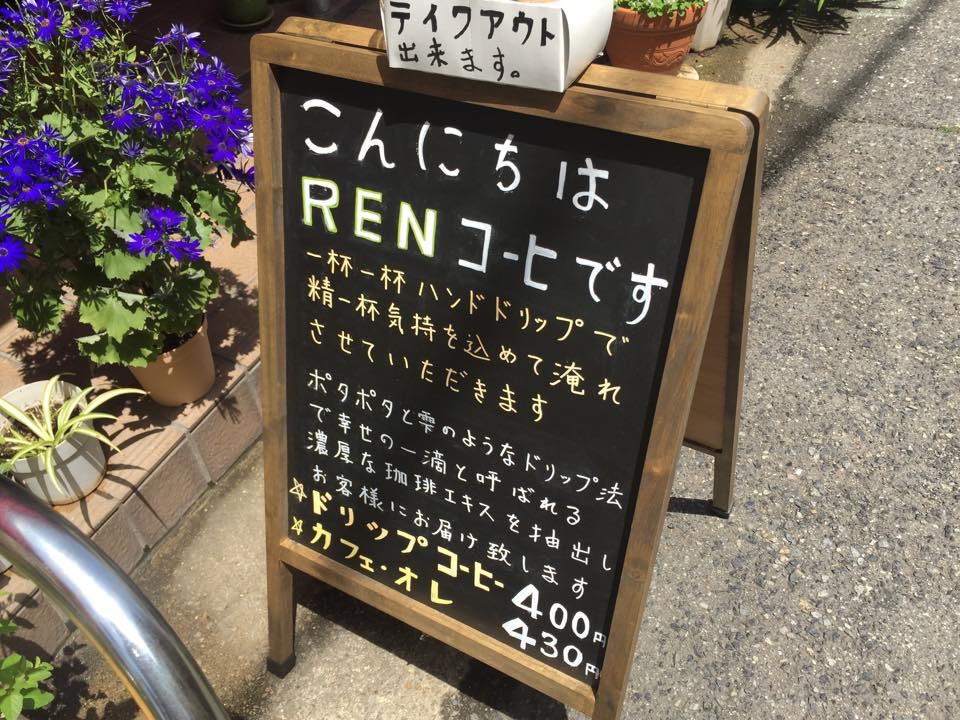 テイクアウト
出来ます。
こんにちは
RENコーヒです
一杯一杯ハンドドリップで
精一杯気持を込めて淹れ
させていただきます
ポタポタと雫のようなドリップ法
で幸せの一滴と呼ばれる
濃厚な珈琲エキスを抽出し
お客様にお届け致します
☆ドリップコーヒー 400円
☆カフェ・オレ 430円